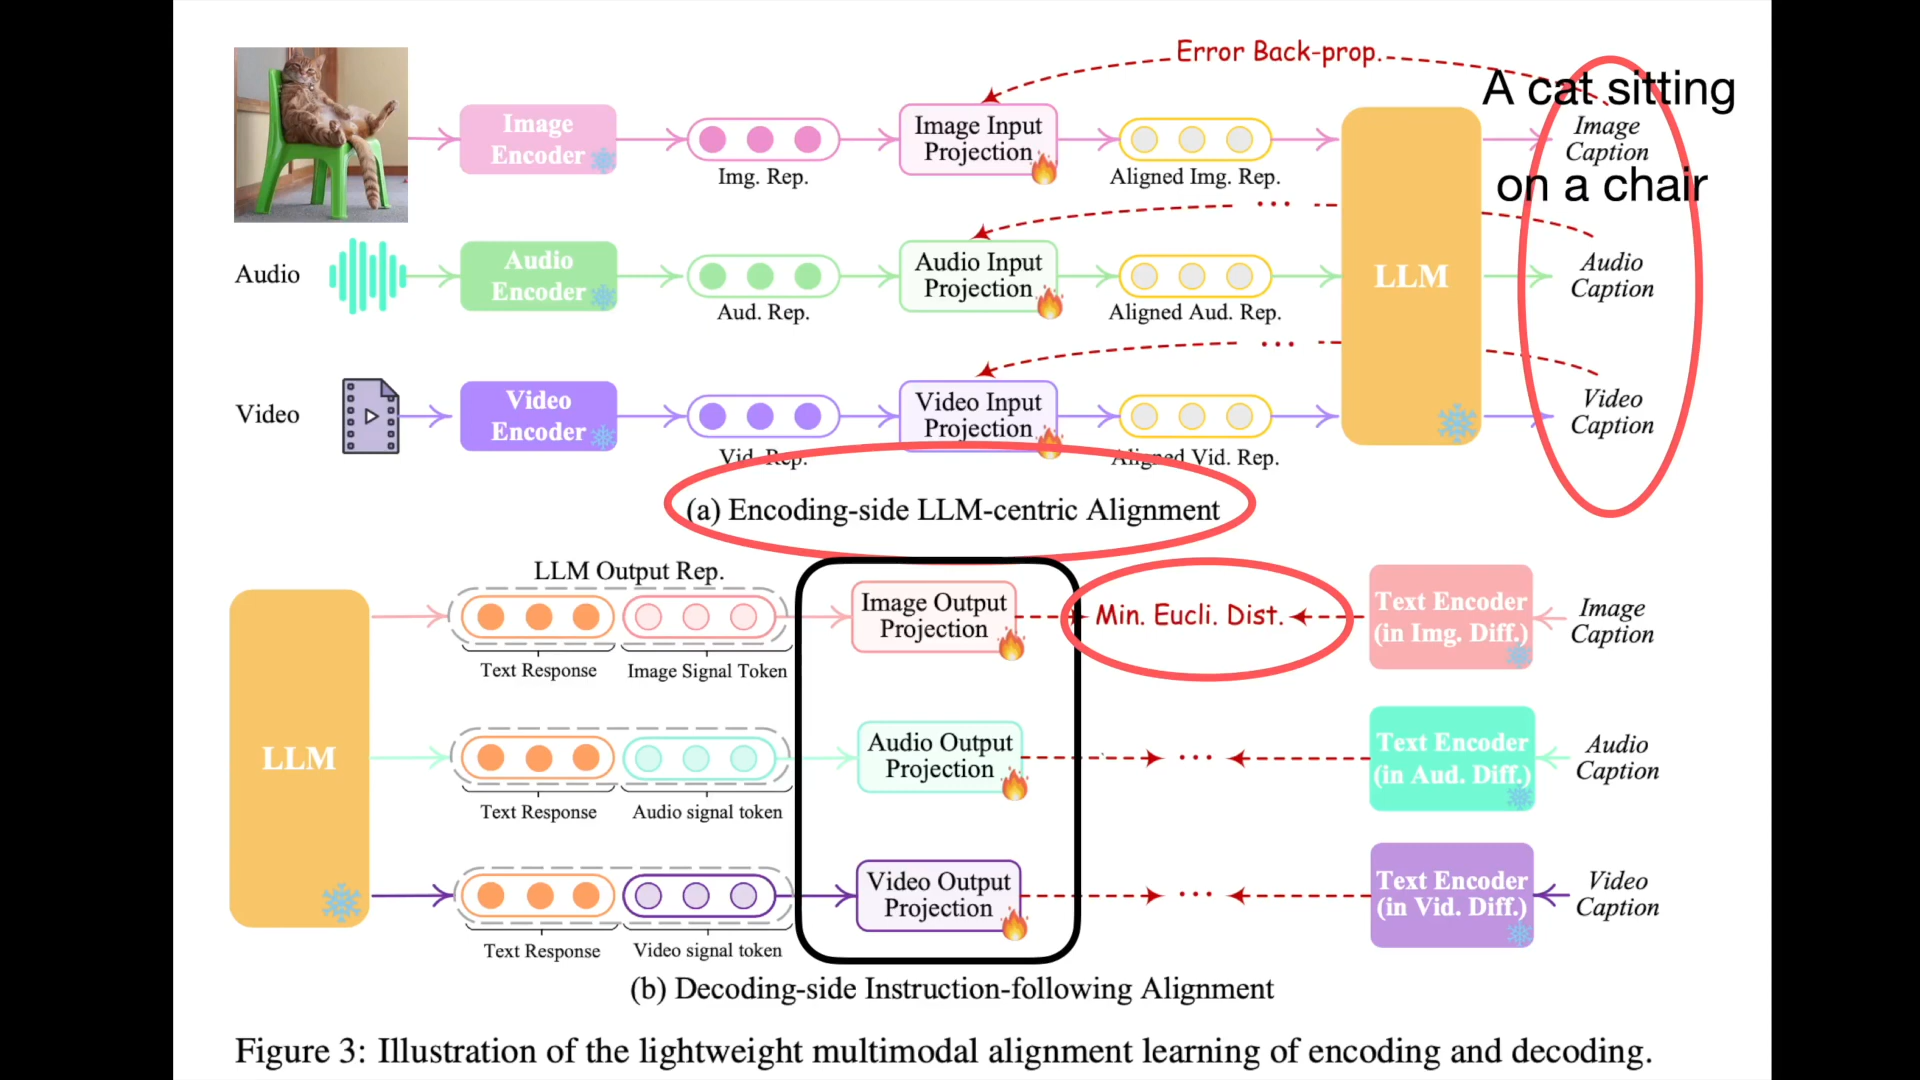 Error Back-prop.
A cat sitting
on a chair
Image
Encoder
Img. Rep.
Image Input
Projection
Aligned Img. Rep.
Image
Caption
Audio
Audio
Encoder
Aud. Rep.
Audio Input
Projection
...
Aligned Aud. Rep.
LLM
Audio
Caption
Video
Video
Encoder
Vid. Rep.
Video Input
Projection
...
Aligned Vid. Rep.
Video
Caption
(a) Encoding-side LLM-centric Alignment
LLM
LLM Output Rep.
Text Response
Image Signal Token
Image Output
Projection
Min. Eucli. Dist.
Text Encoder
(in Img. Diff.)
Image
Caption
Text Response
Audio signal token
Audio Output
Projection
...
Text Encoder
(in Aud. Diff.)
Audio
Caption
Text Response
Video signal token
Video Output
Projection
...
Text Encoder
(in Vid. Diff.)
Video
Caption
(b) Decoding-side Instruction-following Alignment
Figure 3: Illustration of the lightweight multimodal alignment learning of encoding and decoding.